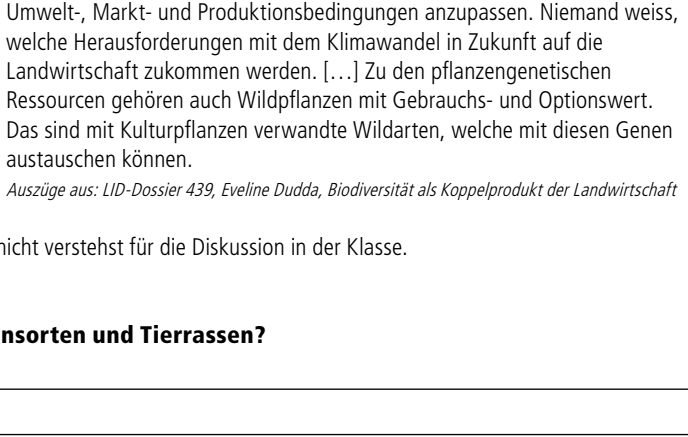 Umwelt-, Markt- und Produktionsbedingungen anzupassen. Niemand weiss,
welche Herausforderungen mit dem Klimawandel in Zukunft auf die
Landwirtschaft zukommen werden. […] Zu den pflanzengenetischen
Ressourcen gehören auch Wildpflanzen mit Gebrauchs- und Optionswert.
Das sind mit Kulturpflanzen verwandte Wildarten, welche mit diesen Genen
austauschen können.
Auszüge aus: LID-Dossier 439, Eveline Dudda, Biodiversität als Koppelprodukt der Landwirtschaft
nicht verstehst für die Diskussion in der Klasse.
nsorten und Tierrassen?